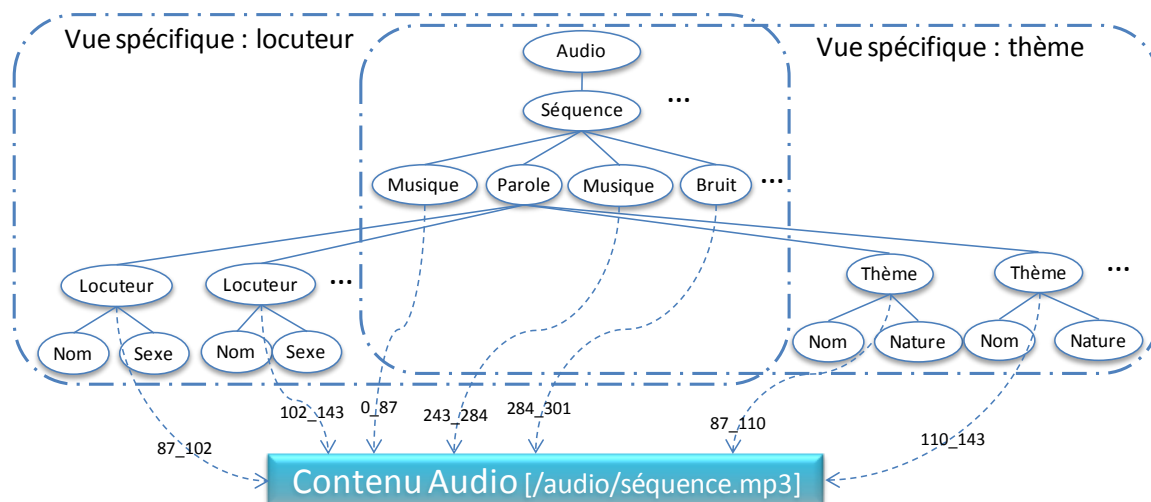 Vue spécifique : locuteur
Vue spécifique : thème
Audio
Séquence ...
Musique Parole Musique Bruit ...
Locuteur Locuteur ... Thème Thème ...
Nom Sexe Nom Sexe Nom Nature Nom Nature
87_102 102_143 0_87 243_284 284_301 87_110 110_143
Contenu Audio [/audio/séquence.mp3]